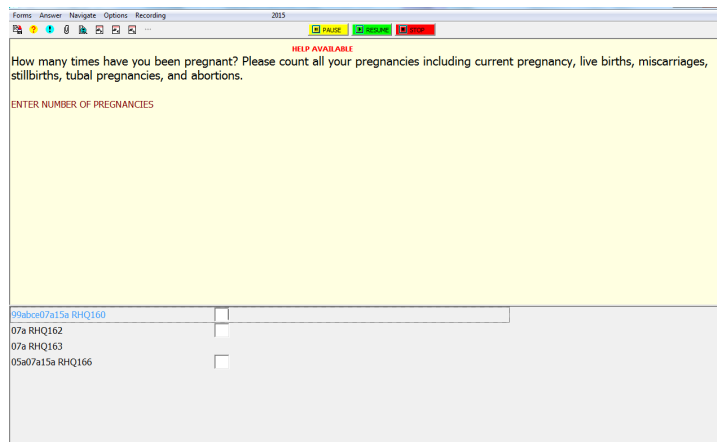 Forms Answer Navigate Options Recording 2015
PAUSE RESUME STOP
HELP AVAILABLE
How many times have you been pregnant? Please count all your pregnancies including current pregnancy, live births, miscarriages,
stillbirths, tubal pregnancies, and abortions.
ENTER NUMBER OF PREGNANCIES
99abce07a15a RHQ160
07a RHQ162
07a RHQ163
05a07a15a RHQ166